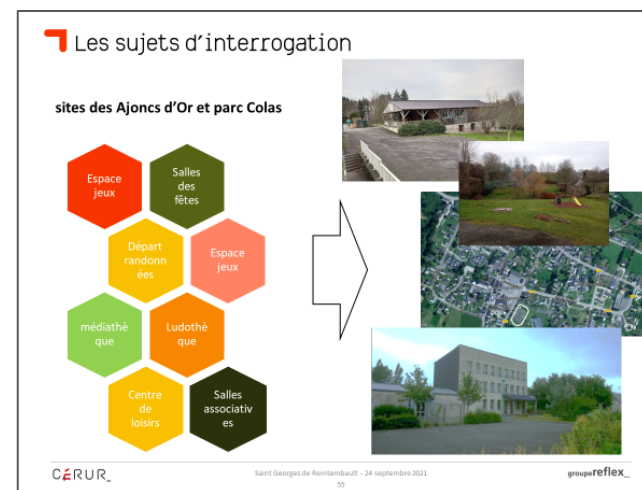 Les sujets d'interrogation
sites des Ajoncs d'Or et parc Colas
Espace
jeux
Salles
des
fêtes
Départ
randonn
ées
Espace
jeux
médiathè
que
Ludothè
que
Centre
de
loisirs
Salles
associativ
es
CÉRUR_
Saint Georges de Reintembault - 24 septembre 2021
55
groupereflex_